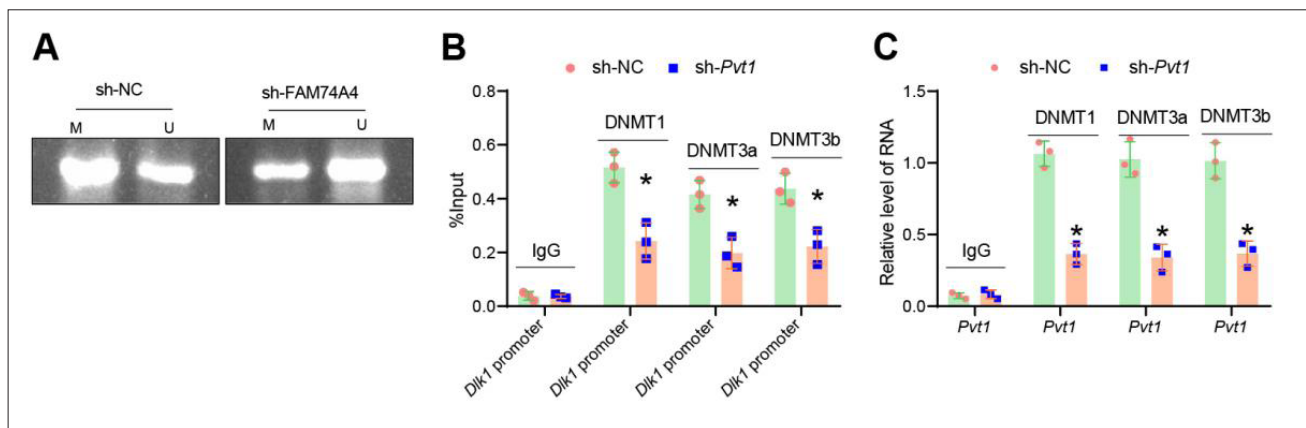 A
sh-NC
sh-FAM74A4
M U
M U
B
sh-NC sh-Pvt1
%Input
0.8
0.6
0.4
0.2
0.0
IgG
DNMT1
DNMT3a
DNMT3b
Dlk1 promoter
Dlk1 promoter
Dlk1 promoter
Dlk1 promoter
*
*
*
C
sh-NC sh-Pvt1
Relative level of RNA
1.5
1.0
0.5
0.0
IgG
DNMT1
DNMT3a
DNMT3b
*
*
*
Pvt1
Pvt1
Pvt1
Pvt1